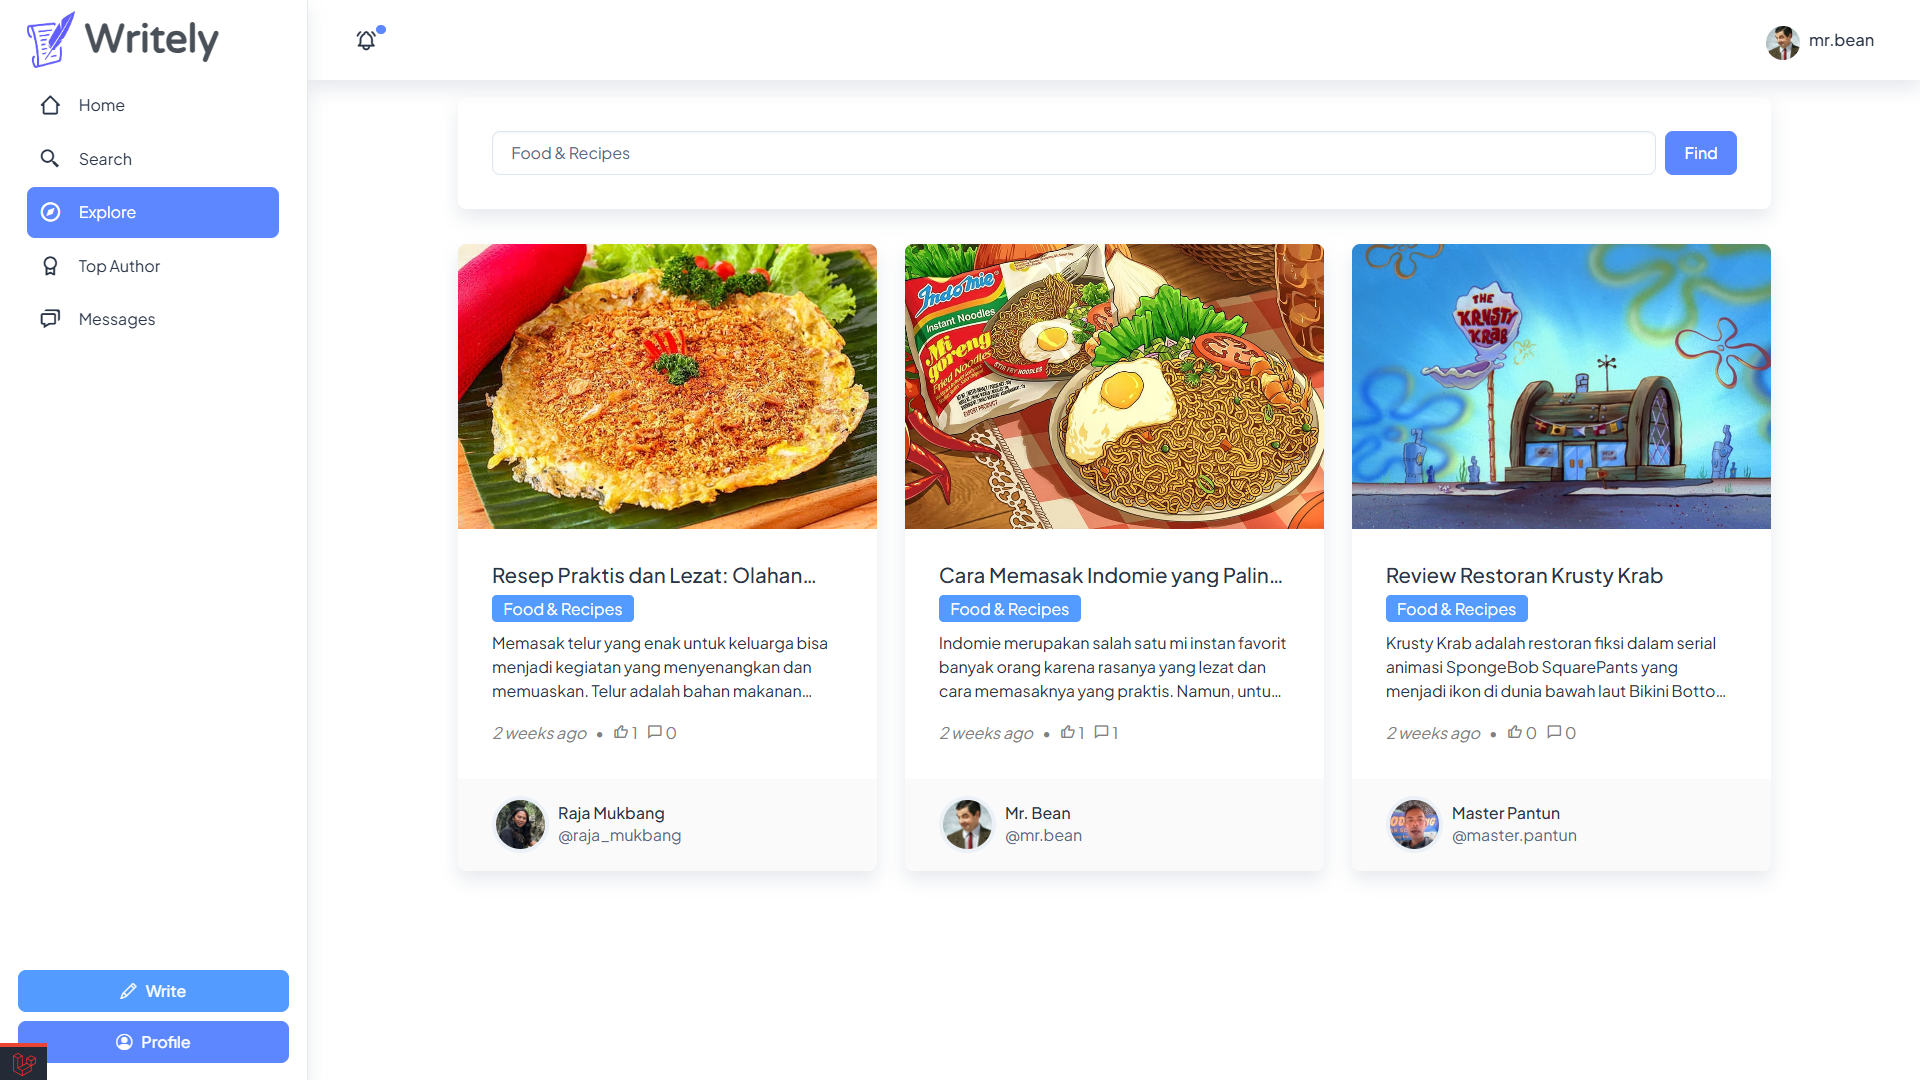 Writely
mr.bean
Home
Search
Explore
Top Author
Messages
Write
Profile
Food & Recipes
Find
Indomie
Instant Noodles
Mi
goreng
Fried Noodles
STIR FRY NOODLES
EXPORT PRODUCT
THE
KRUSTY
KRAB
Resep Praktis dan Lezat: Olahan...
Food & Recipes
Memasak telur yang enak untuk keluarga bisa
menjadi kegiatan yang menyenangkan dan
memuaskan. Telur adalah bahan makanan...
2 weeks ago • 1 0
Raja Mukbang
@raja_mukbang
Cara Memasak Indomie yang Palin...
Food & Recipes
Indomie merupakan salah satu mi instan favorit
banyak orang karena rasanya yang lezat dan
cara memasaknya yang praktis. Namun, untu...
2 weeks ago • 1 1
Mr. Bean
@mr.bean
Review Restoran Krusty Krab
Food & Recipes
Krusty Krab adalah restoran fiksi dalam serial
animasi SpongeBob SquarePants yang
menjadi ikon di dunia bawah laut Bikini Botto...
2 weeks ago • 0 0
Master Pantun
@master.pantun